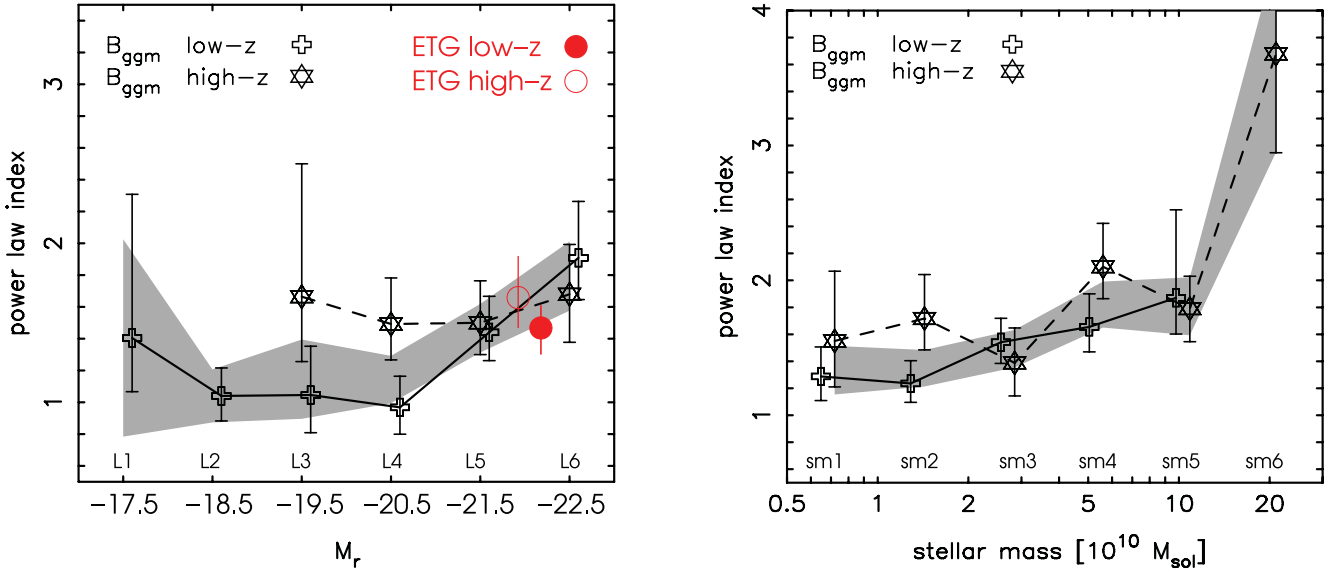 B_ggm low-z
B_ggm high-z
ETG low-z
ETG high-z
power law index
3
2
1
L1 L2 L3 L4 L5 L6
-17.5 -18.5 -19.5 -20.5 -21.5 -22.5
M_r
B_ggm low-z
B_ggm high-z
power law index
4
3
2
1
sm1 sm2 sm3 sm4 sm5 sm6
0.5 1 2 5 10 20
stellar mass [10^10 M_sol]